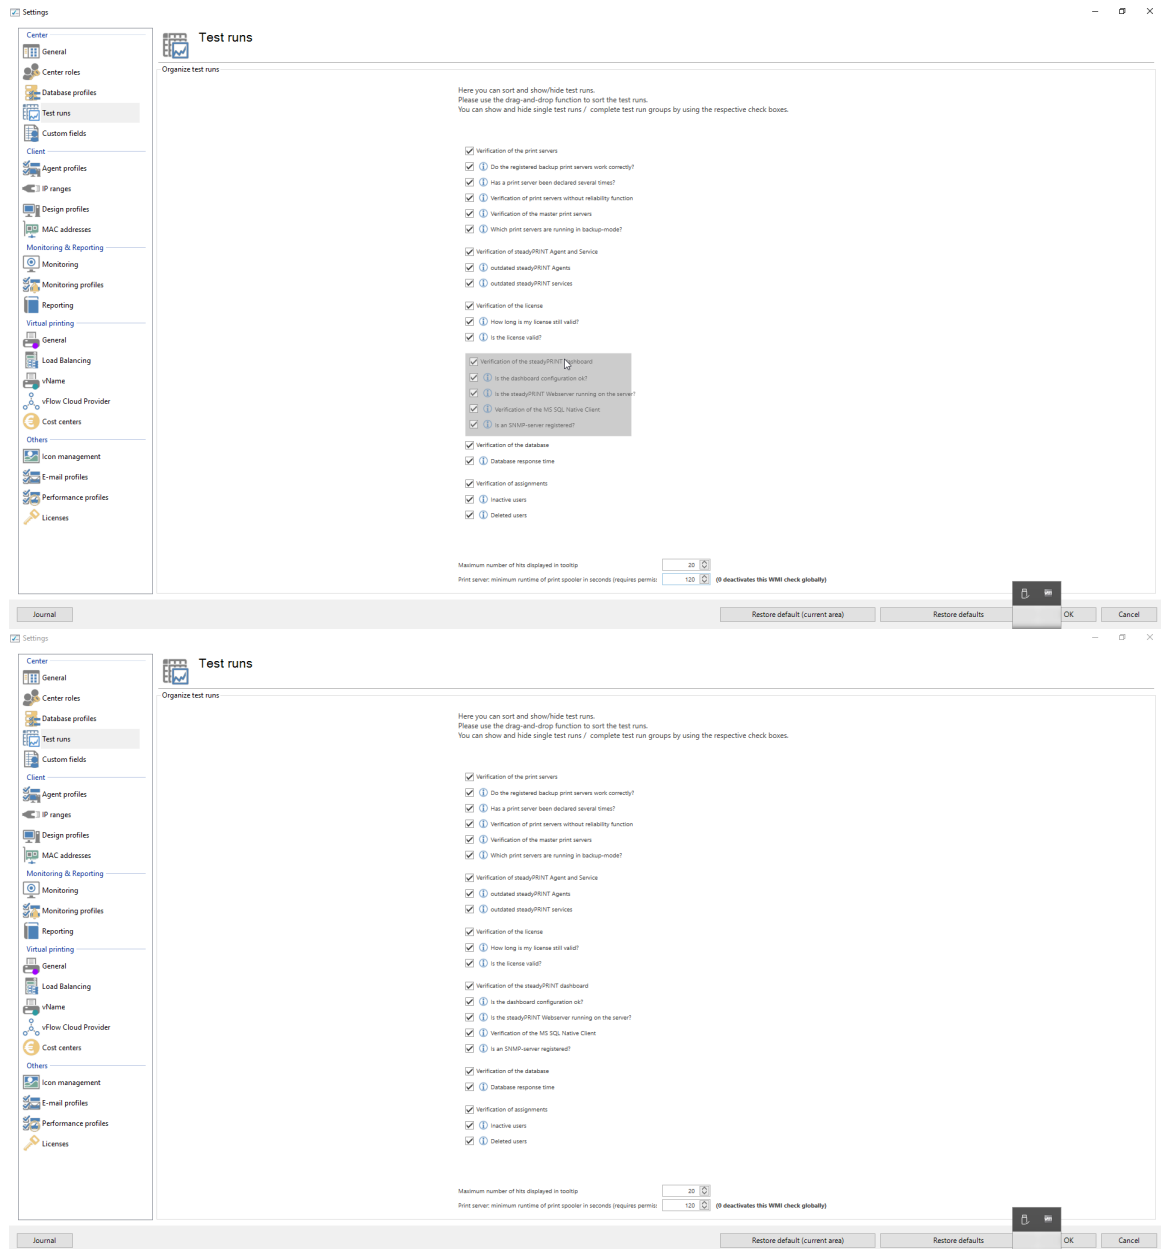 Settings
Center
General
Center roles
Database profiles
Test runs
Custom fields
Client
Agent profiles
IP ranges
Design profiles
MAC addresses
Monitoring & Reporting
Monitoring
Monitoring profiles
Reporting
Virtual printing
General
Load Balancing
vName
vFlow Cloud Provider
Cost centers
Others
Icon management
E-mail profiles
Performance profiles
Licenses
Test runs
Organize test runs
Here you can sort and show/hide test runs.
Please use the drag-and-drop function to sort the test runs.
You can show and hide single test runs / complete test run groups by using the respective check boxes.
Verification of the print servers
Do the registered backup print servers work correctly?
Has a print server been declared several times?
Verification of print servers without reliability function
Verification of the master print servers
Which print servers are running in backup-mode?
Verification of steadyPRINT Agent and Service
outdated steadyPRINT Agents
outdated steadyPRINT services
Verification of the license
How long is my license still valid?
Is the license valid?
Verification of the steadyPRINT dashboard
Is the dashboard configuration ok?
Is the steadyPRINT Webserver running on the server?
Verification of the MS SQL Native Client
Is an SNMP-server registered?
Verification of the database
Database response time
Verification of assignments
Inactive users
Deleted users
Maximum number of hits displayed in tooltip 20
Print server: minimum runtime of print spooler in seconds (requires permis: 120 (0 deactivates this WMI check globally)
Journal Restore default (current area) Restore defaults OK Cancel
Settings
Center
General
Center roles
Database profiles
Test runs
Custom fields
Client
Agent profiles
IP ranges
Design profiles
MAC addresses
Monitoring & Reporting
Monitoring
Monitoring profiles
Reporting
Virtual printing
General
Load Balancing
vName
vFlow Cloud Provider
Cost centers
Others
Icon management
E-mail profiles
Performance profiles
Licenses
Test runs
Organize test runs
Here you can sort and show/hide test runs.
Please use the drag-and-drop function to sort the test runs.
You can show and hide single test runs / complete test run groups by using the respective check boxes.
Verification of the print servers
Do the registered backup print servers work correctly?
Has a print server been declared several times?
Verification of print servers without reliability function
Verification of the master print servers
Which print servers are running in backup-mode?
Verification of steadyPRINT Agent and Service
outdated steadyPRINT Agents
outdated steadyPRINT services
Verification of the license
How long is my license still valid?
Is the license valid?
Verification of the steadyPRINT dashboard
Is the dashboard configuration ok?
Is the steadyPRINT Webserver running on the server?
Verification of the MS SQL Native Client
Is an SNMP-server registered?
Verification of the database
Database response time
Verification of assignments
Inactive users
Deleted users
Maximum number of hits displayed in tooltip 20
Print server: minimum runtime of print spooler in seconds (requires permis: 120 (0 deactivates this WMI check globally)
Journal Restore default (current area) Restore defaults OK Cancel